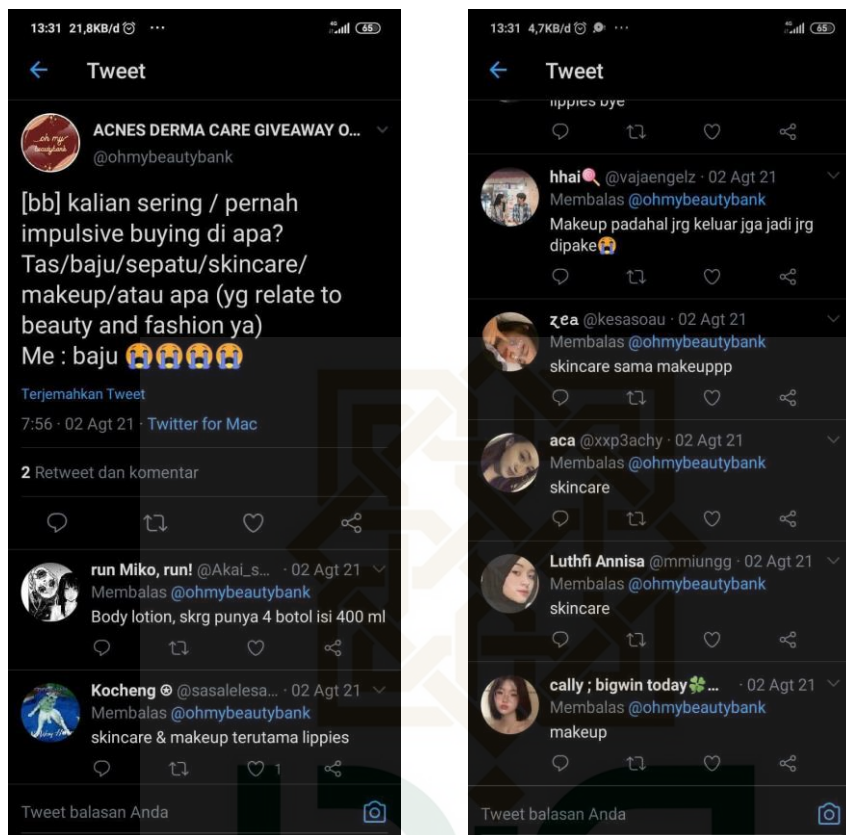 13:31 21,8KB/d ... 4G 65
Tweet
ACNES DERMA CARE GIVEAWAY O...
@ohmybeautybank
[bb] kalian sering / pernah
impulsive buying di apa?
Tas/baju/sepatu/skincare/
makeup/atau apa (yg relate to
beauty and fashion ya)
Me : baju 😭😭😭😭
Terjemahkan Tweet
7:56 · 02 Agt 21 · Twitter for Mac
2 Retweet dan komentar
run Miko, run! @Akai_s... · 02 Agt 21
Membalas @ohmybeautybank
Body lotion, skrg punya 4 botol isi 400 ml
Kocheng @sasalelesa... · 02 Agt 21
Membalas @ohmybeautybank
skincare & makeup terutama lippies
1
Tweet balasan Anda
13:31 4,7KB/d ... 4G 65
Tweet
lippies bye
hhai🍭 @vajaengelz · 02 Agt 21
Membalas @ohmybeautybank
Makeup padahal jrg keluar jga jadi jrg
dipake😭
zea @kesasoau · 02 Agt 21
Membalas @ohmybeautybank
skincare sama makeuppp
aca @xxp3achy · 02 Agt 21
Membalas @ohmybeautybank
skincare
Luthfi Annisa @mmiungg · 02 Agt 21
Membalas @ohmybeautybank
skincare
cally ; bigwin today🍀... · 02 Agt 21
Membalas @ohmybeautybank
makeup
Tweet balasan Anda